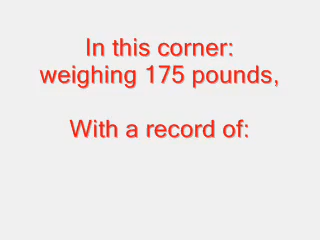 In this corner:
weighing 175 pounds,
With a record of: